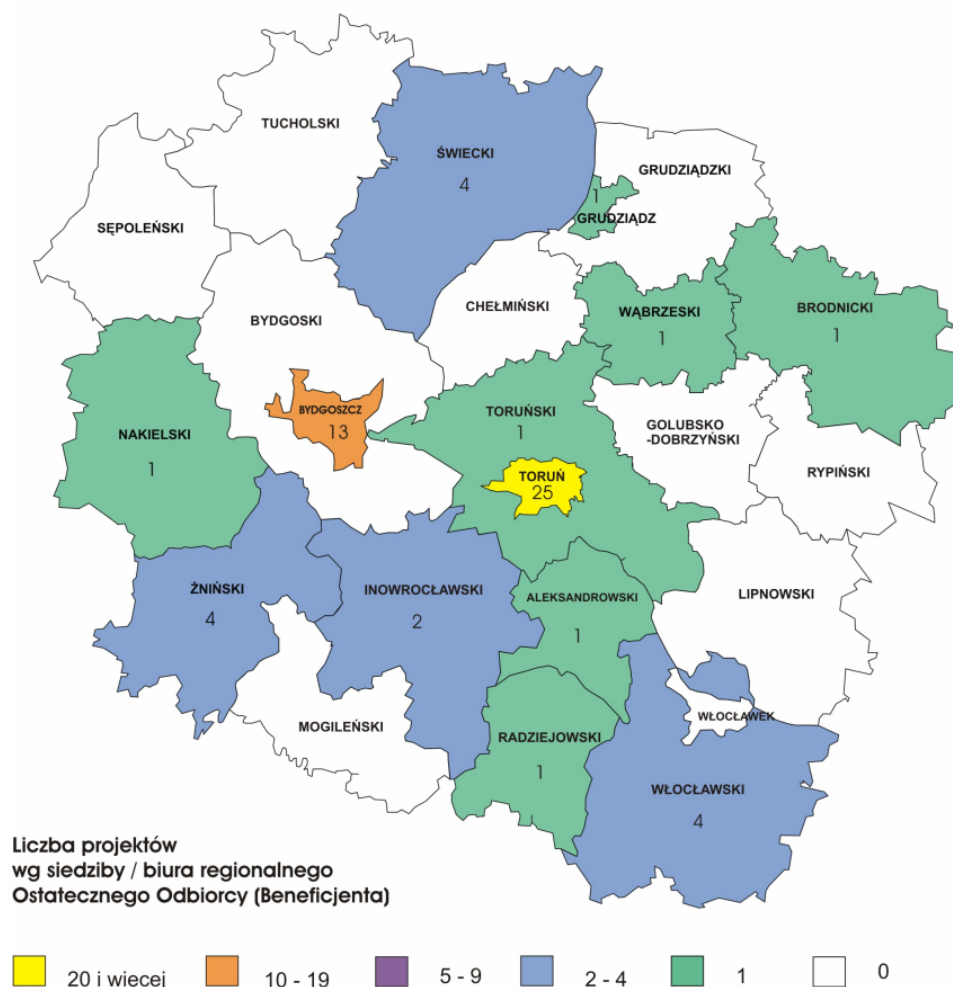 TUCHOLSKI
ŚWIECKI
4
GRUDZIĄDZKI
1
GRUDZIĄDZ
SĘPOLEŃSKI
BYDGOSKI
CHEŁMIŃSKI
WĄBRZESKI
1
BRODNICKI
1
BYDGOSZCZ
13
TORUŃSKI
1
GOLUBSKO
-DOBRZYŃSKI
NAKIELSKI
1
TORUŃ
25
RYPIŃSKI
ŻNIŃSKI
4
INOWROCŁAWSKI
2
ALEKSANDROWSKI
1
LIPNOWSKI
MOGILEŃSKI
WŁOCŁAWEK
RADZIEJOWSKI
1
WŁOCŁAWSKI
4
Liczba projektów
wg siedziby / biura regionalnego
Ostatecznego Odbiorcy (Beneficjenta)
20 i wiecej 10 - 19 5 - 9 2 - 4 1 0